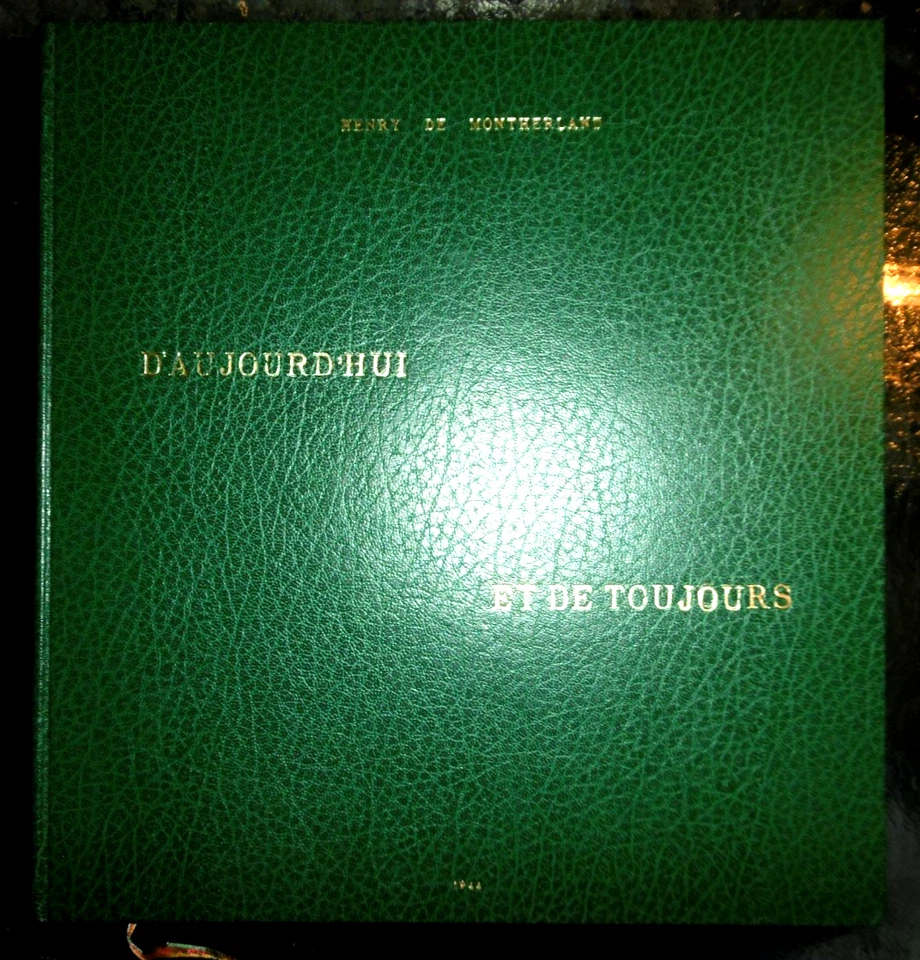 HENRY DE MONTHERLANT
D'AUJOURD'HUI
ET DE TOUJOURS
1944